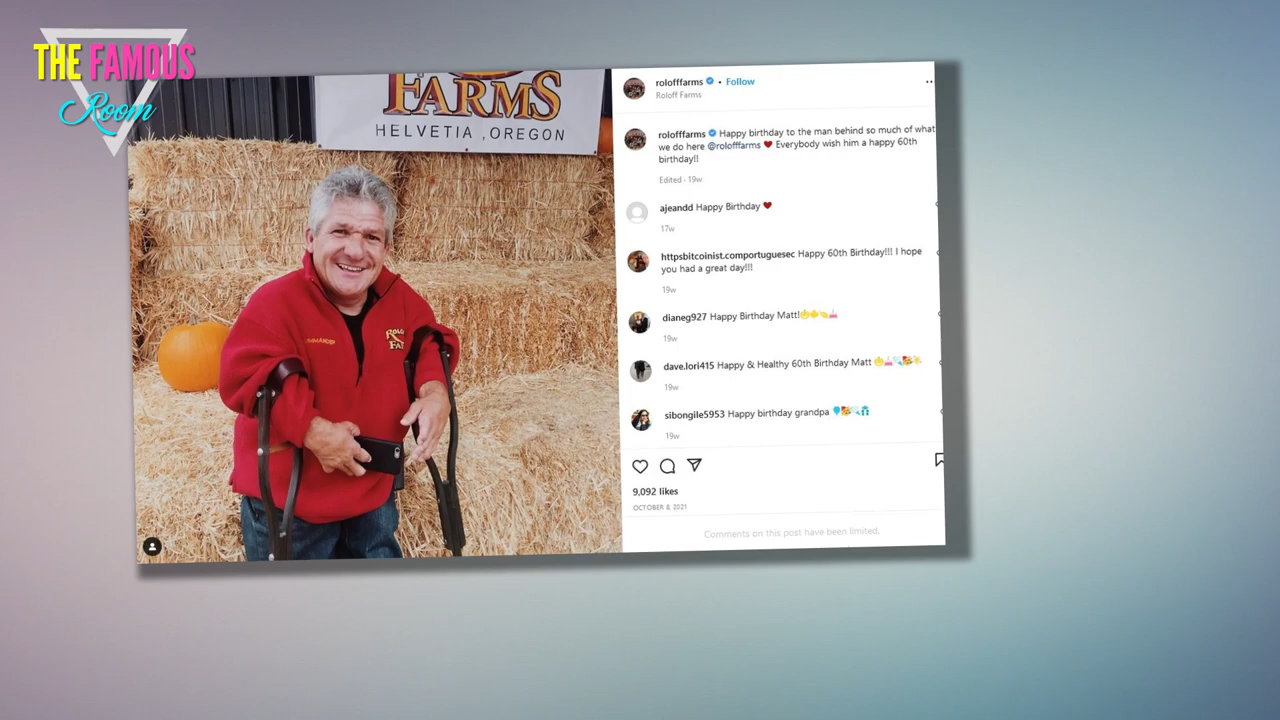 THE FAMOUS
Room
FARMS
HELVETIA ,OREGON
rolofffarms • Follow
Roloff Farms
rolofffarms Happy birthday to the man behind so much of what
we do here @rolofffarms ❤ Everybody wish him a happy 60th
birthday!!
Edited · 19w
ajeandd Happy Birthday ❤
17w
httpsbitcoinist.comportuguesec Happy 60th Birthday!!! I hope
you had a great day!!!
19w
dianeg927 Happy Birthday Matt!
19w
dave.lori415 Happy & Healthy 60th Birthday Matt
19w
sibongile5953 Happy birthday grandpa
19w
9,092 likes
OCTOBER 8, 2021
Comments on this post have been limited.